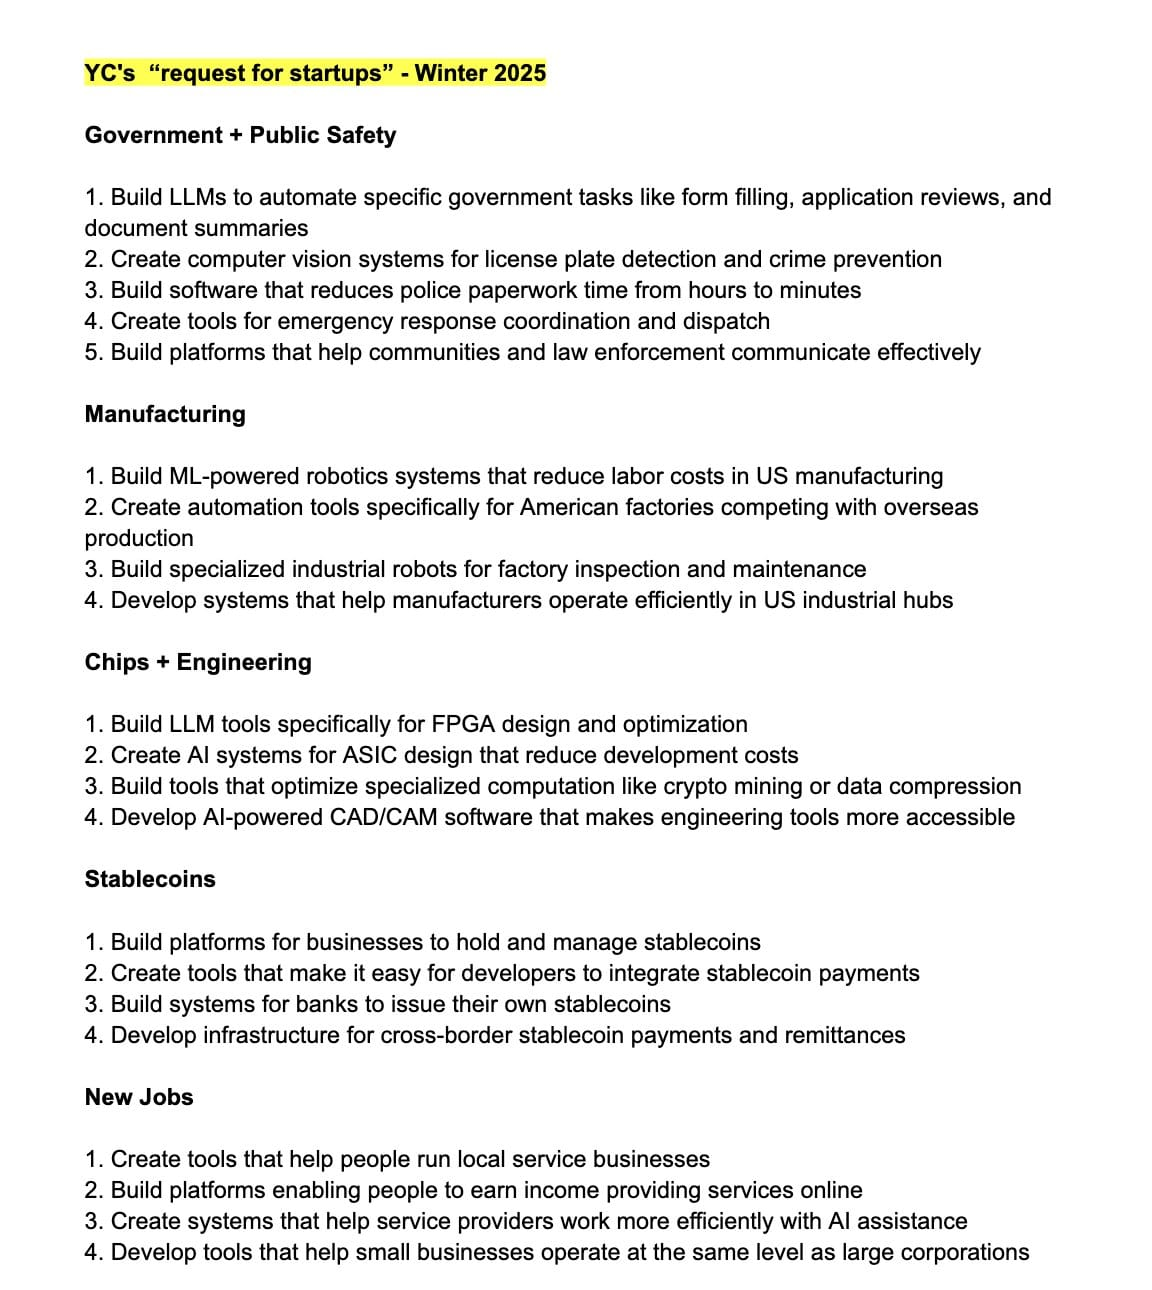 YC's  “request for startups” - Winter 2025
Government + Public Safety
1. Build LLMs to automate specific government tasks like form filling, application reviews, and
document summaries
2. Create computer vision systems for license plate detection and crime prevention
3. Build software that reduces police paperwork time from hours to minutes
4. Create tools for emergency response coordination and dispatch
5. Build platforms that help communities and law enforcement communicate effectively
Manufacturing
1. Build ML-powered robotics systems that reduce labor costs in US manufacturing
2. Create automation tools specifically for American factories competing with overseas
production
3. Build specialized industrial robots for factory inspection and maintenance
4. Develop systems that help manufacturers operate efficiently in US industrial hubs
Chips + Engineering
1. Build LLM tools specifically for FPGA design and optimization
2. Create AI systems for ASIC design that reduce development costs
3. Build tools that optimize specialized computation like crypto mining or data compression
4. Develop AI-powered CAD/CAM software that makes engineering tools more accessible
Stablecoins
1. Build platforms for businesses to hold and manage stablecoins
2. Create tools that make it easy for developers to integrate stablecoin payments
3. Build systems for banks to issue their own stablecoins
4. Develop infrastructure for cross-border stablecoin payments and remittances
New Jobs
1. Create tools that help people run local service businesses
2. Build platforms enabling people to earn income providing services online
3. Create systems that help service providers work more efficiently with AI assistance
4. Develop tools that help small businesses operate at the same level as large corporations